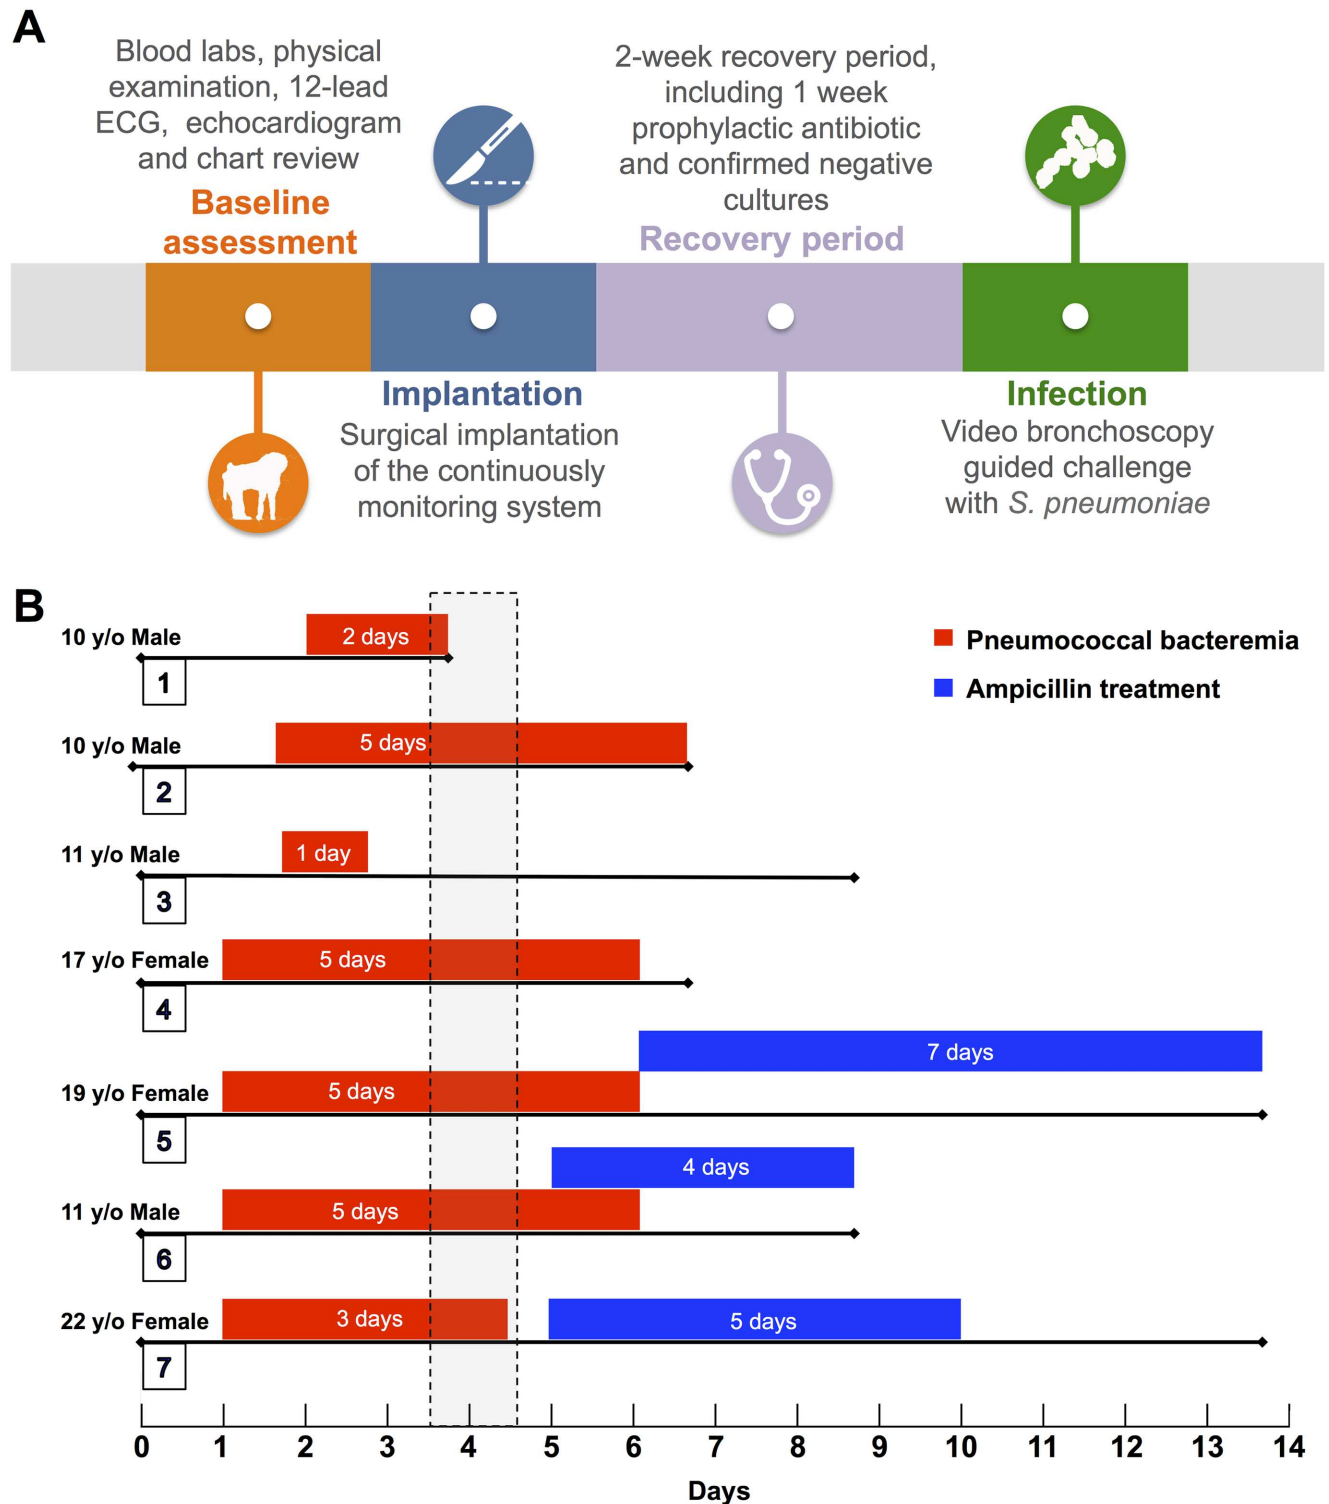 A
Blood labs, physical
examination, 12-lead
ECG, echocardiogram
and chart review
Baseline
assessment
2-week recovery period,
including 1 week
prophylactic antibiotic
and confirmed negative
cultures
Recovery period
Implantation
Surgical implantation
of the continuously
monitoring system
Infection
Video bronchoscopy
guided challenge
with S. pneumoniae
B
Pneumococcal bacteremia
Ampicillin treatment
10 y/o Male
2 days
1
10 y/o Male
5 days
2
11 y/o Male
1 day
3
17 y/o Female
5 days
4
7 days
19 y/o Female
5 days
5
4 days
11 y/o Male
5 days
6
22 y/o Female
3 days
5 days
7
0 1 2 3 4 5 6 7 8 9 10 11 12 13 14
Days